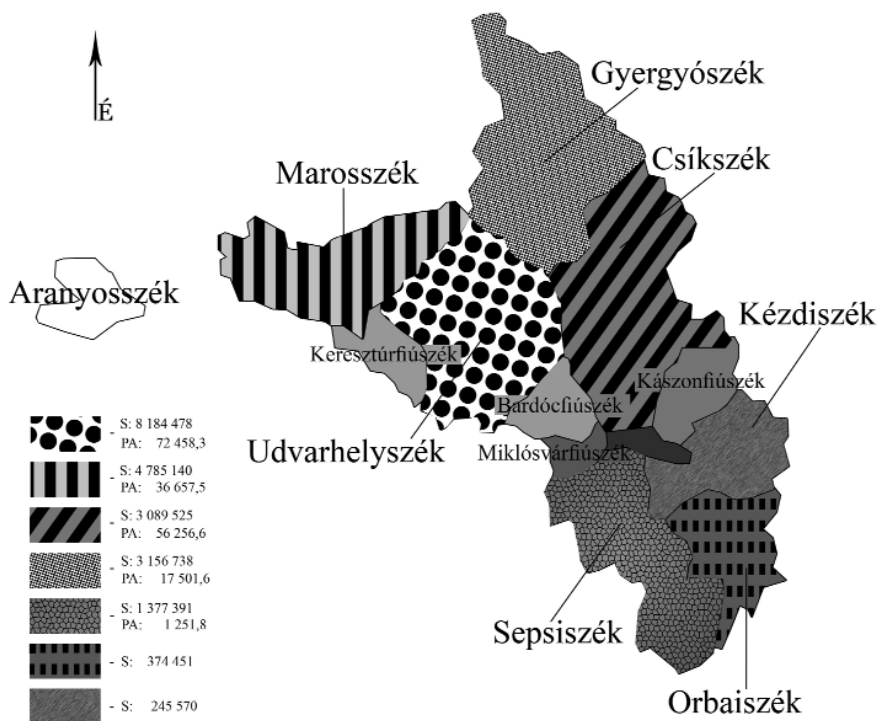 Gyergyószék
É
Csíkszék
Marosszék
Aranyosszék
Kézdiszék
Keresztúrfiúszék
Kászonfiúszék
Bardócfiúszék
Udvarhelyszék
Miklósvárfiúszék
Sepsiszék
Orbaiszék
- S: 8 184 478
PA: 72 458,3
- S: 4 785 140
PA: 36 657,5
- S: 3 089 525
PA: 56 256,6
- S: 3 156 738
PA: 17 501,6
- S: 1 377 391
PA: 1 251,8
- S: 374 451
- S: 245 570